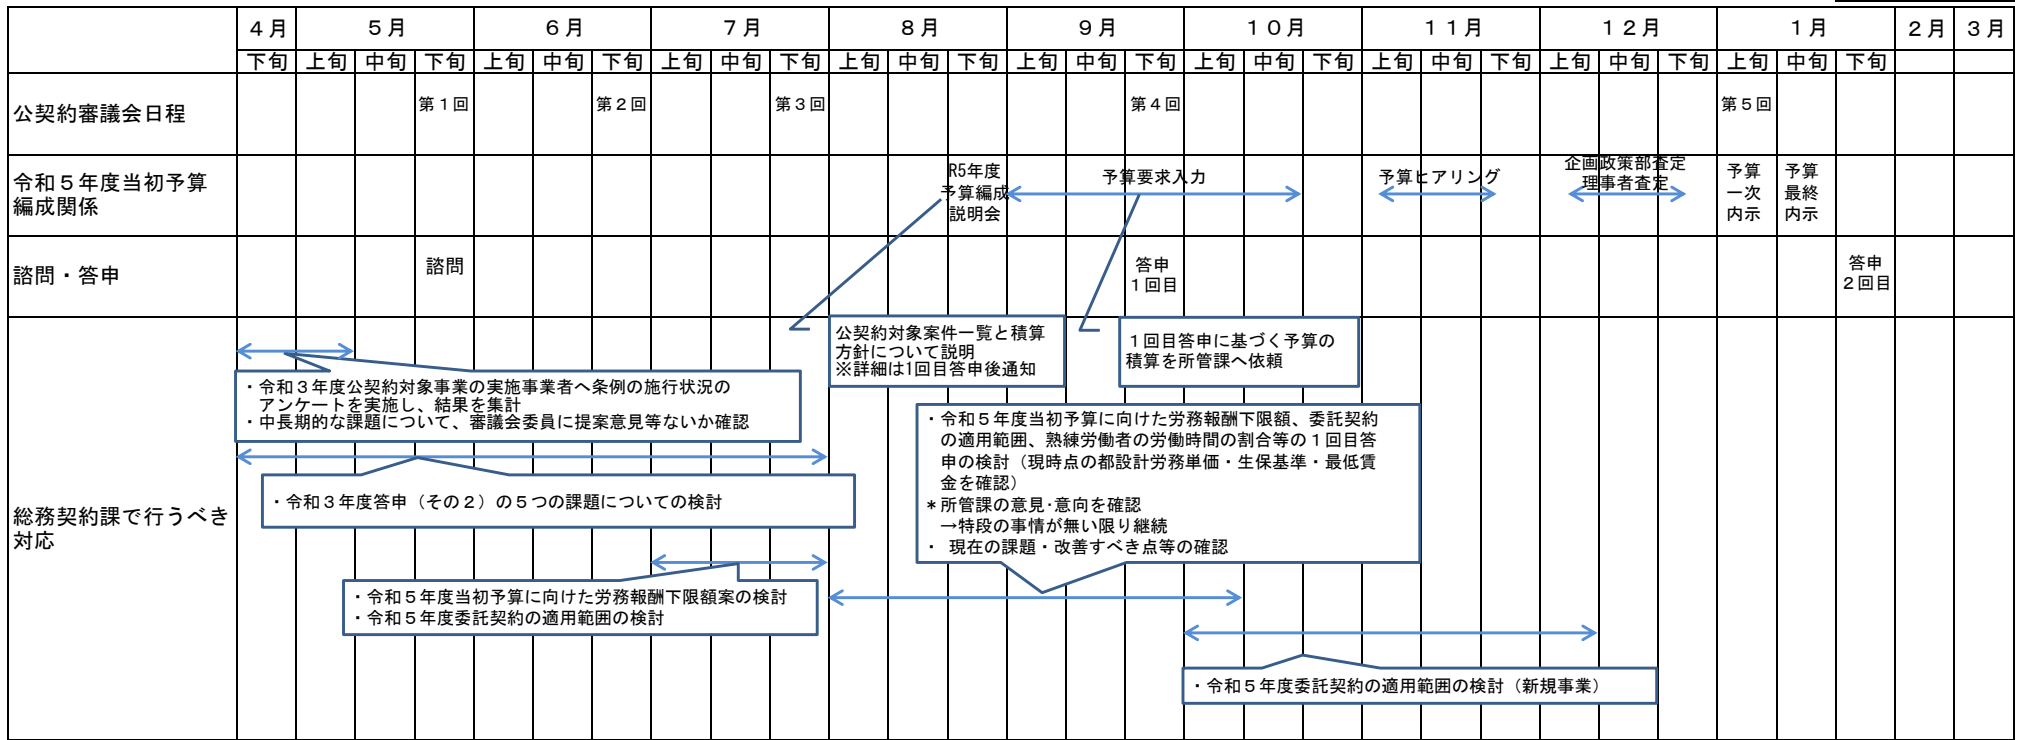 ４月 ５月 ６月 ７月 ８月 ９月 １０月 １１月 １２月 １月 ２月 ３月
下旬 上旬 中旬 下旬 上旬 中旬 下旬 上旬 中旬 下旬 上旬 中旬 下旬 上旬 中旬 下旬 上旬 中旬 下旬 上旬 中旬 下旬 上旬 中旬 下旬 上旬 中旬 下旬
公契約審議会日程 第１回 第２回 第３回 第４回 第５回
令和５年度当初予算
編成関係
R5年度
予算編成
説明会
予算要求入力
予算ヒアリング
企画政策部査定
理事者査定
予算
一次
内示
予算
最終
内示
諮問・答申
諮問
答申
１回目
答申
２回目
総務契約課で行うべき
対応
公契約対象案件一覧と積算
方針について説明
※詳細は1回目答申後通知
１回目答申に基づく予算の
積算を所管課へ依頼
・令和３年度公契約対象事業の実施事業者へ条例の施行状況の
アンケートを実施し、結果を集計
・中長期的な課題について、審議会委員に提案意見等ないか確認
・令和３年度答申（その２）の５つの課題についての検討
・令和５年度当初予算に向けた労務報酬下限額、委託契約
の適用範囲、熟練労働者の労働時間の割合等の１回目答
申の検討（現時点の都設計労務単価・生保基準・最低賃
金を確認）
＊所管課の意見･意向を確認
→特段の事情が無い限り継続
・ 現在の課題・改善すべき点等の確認
・令和５年度当初予算に向けた労務報酬下限額案の検討
・令和５年度委託契約の適用範囲の検討
・令和５年度委託契約の適用範囲の検討（新規事業）